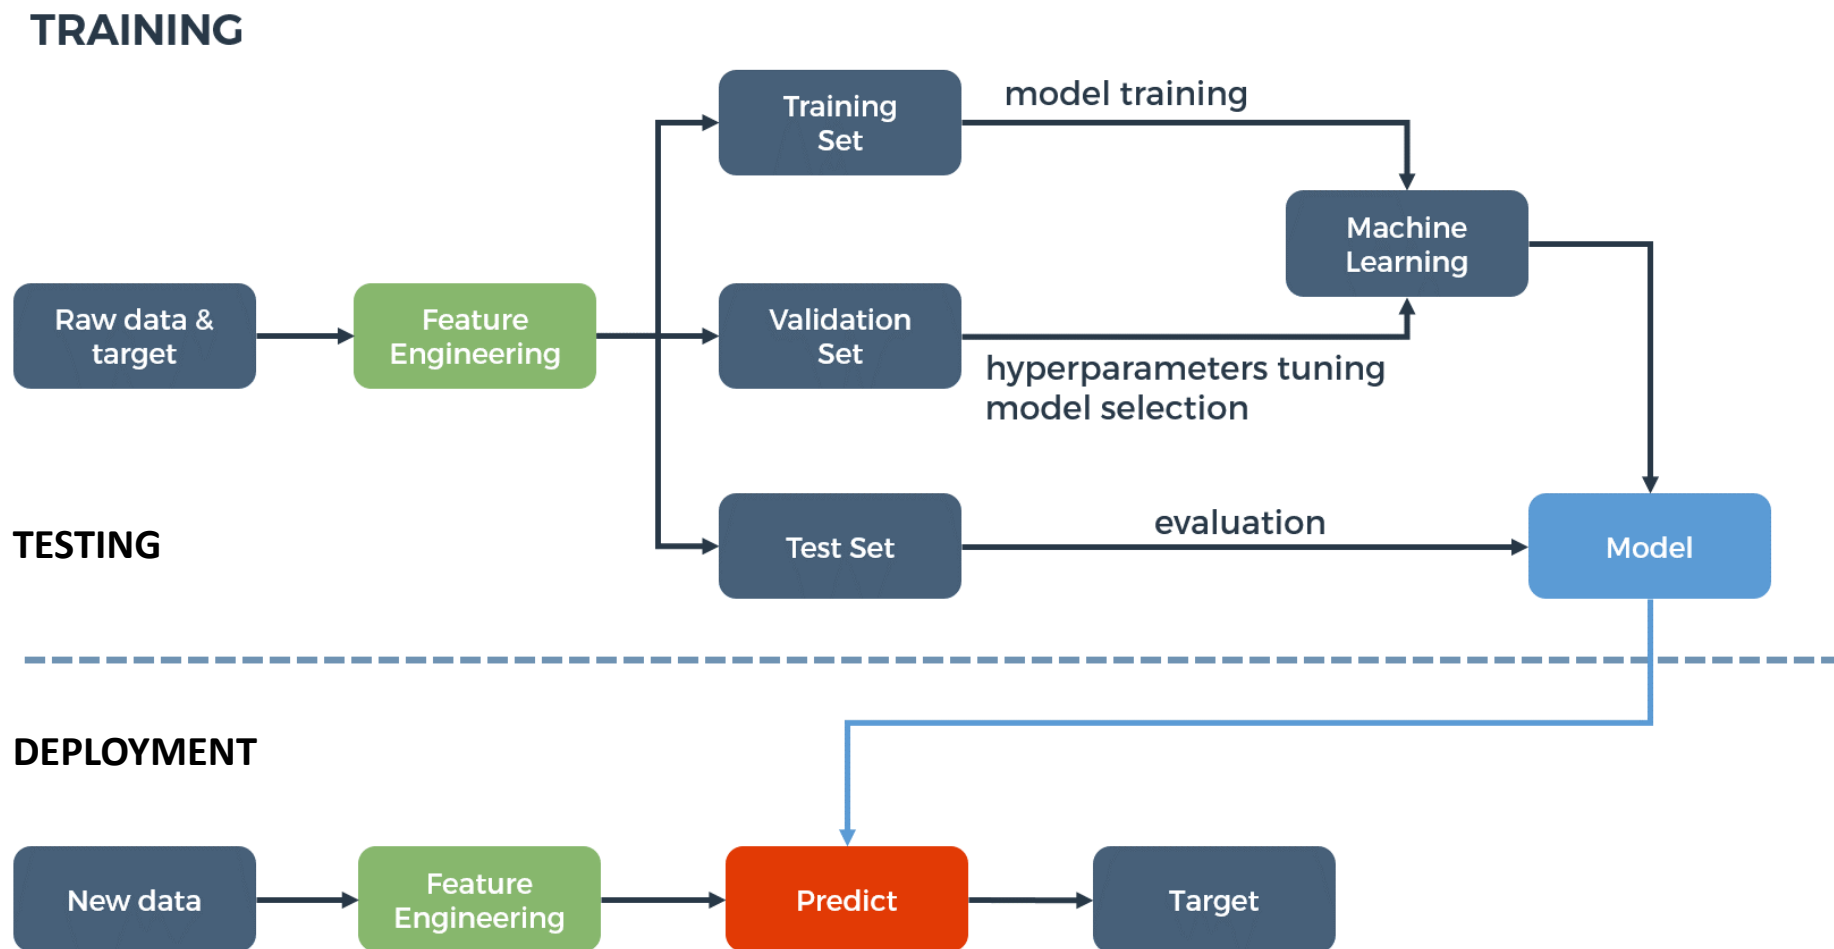 TRAINING
Training
Set
model training
Machine
Learning
Raw data &
target
Feature
Engineering
Validation
Set
hyperparameters tuning
model selection
TESTING
Test Set
evaluation
Model
DEPLOYMENT
New data
Feature
Engineering
Predict
Target